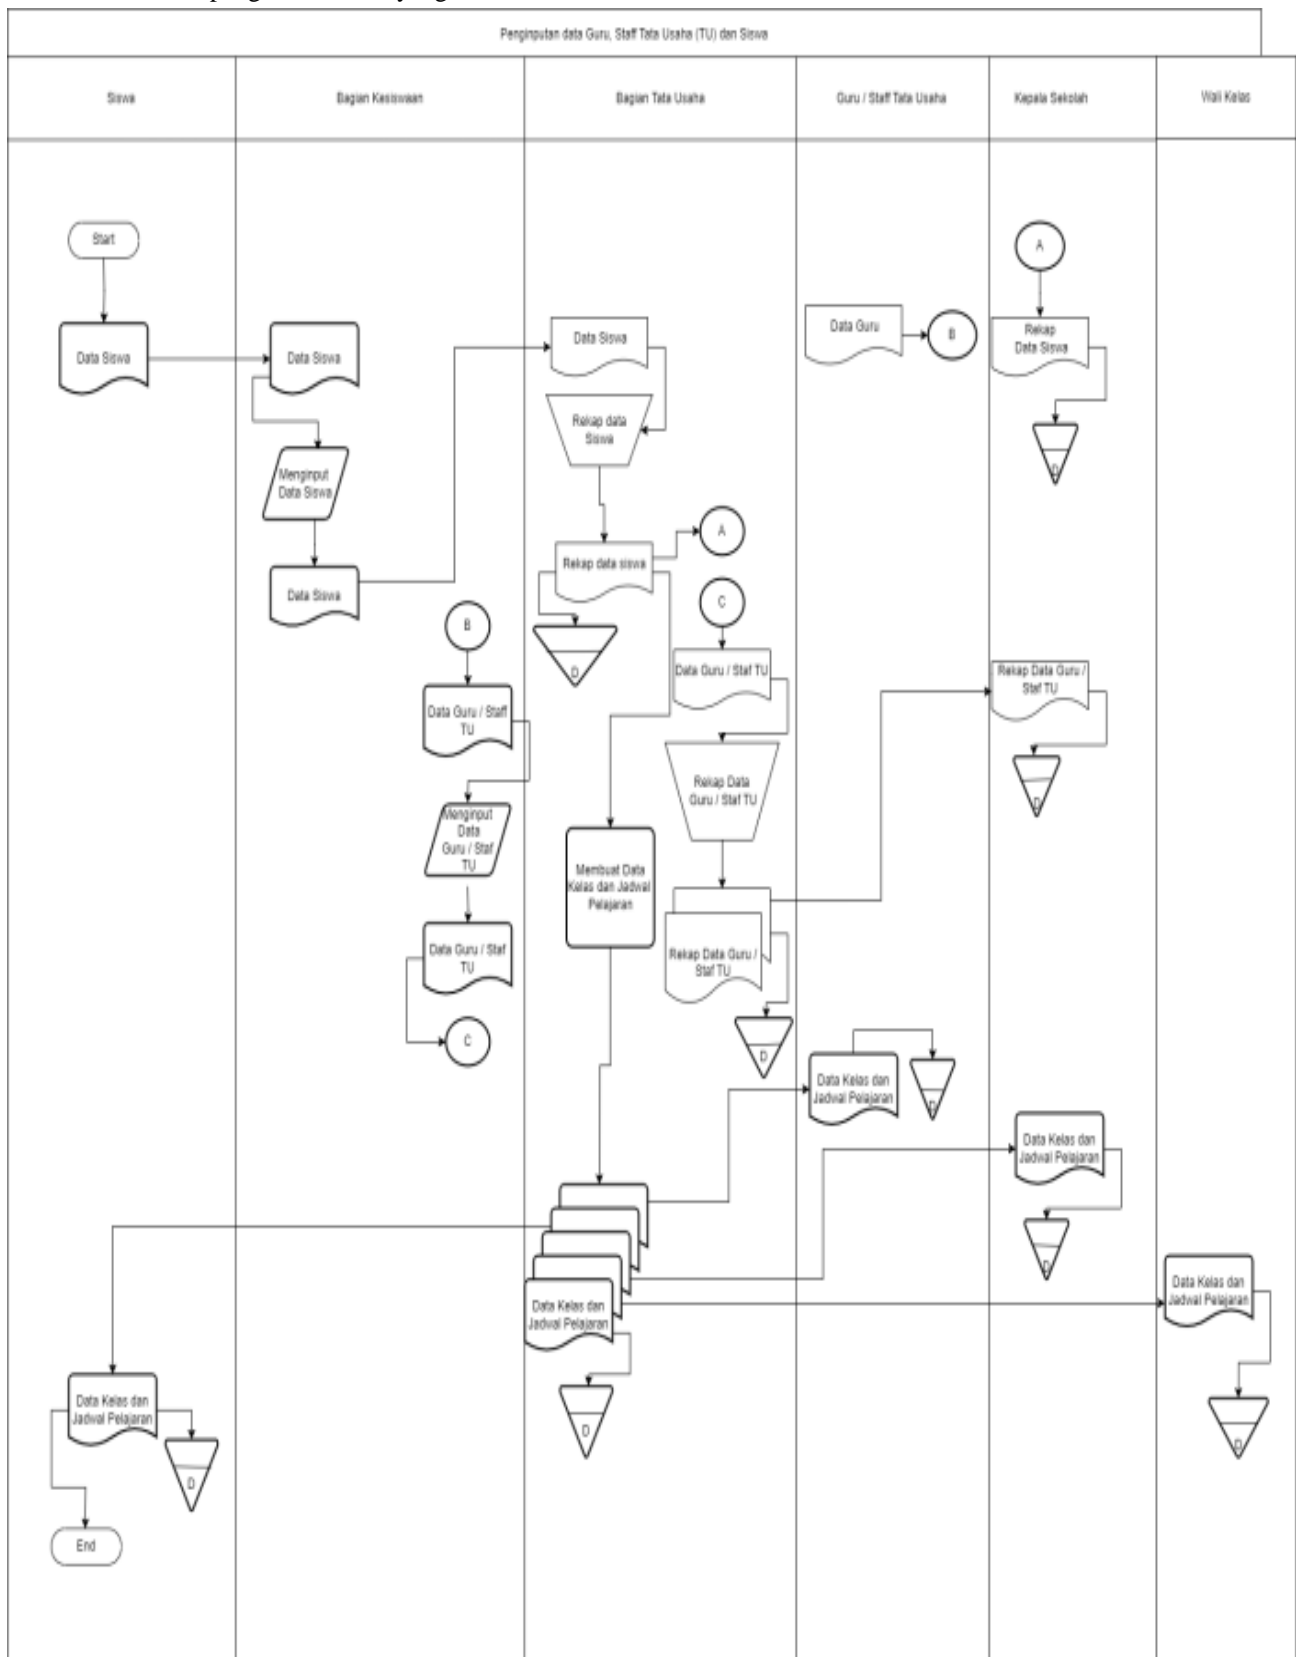 Penginputan data Guru, Staff Tata Usaha (TU) dan Siswa
Siswa
Bagian Kesiswaan
Bagian Tata Usaha
Guru / Staff Tata Usaha
Kepala Sekolah
Wali Kelas
Start
Data Siswa
Data Siswa
Menginput
Data Siswa
Data Siswa
B
Data Guru / Staff
TU
Menginput
Data
Guru / Staf
TU
Data Guru / Staf
TU
C
Data Siswa
Rekap data
Siswa
Rekap data siswa
A
D
C
Data Guru / Staf TU
Rekap Data
Guru / Staf TU
Rekap Data Guru /
Staf TU
D
Membuat Data
Kelas dan Jadwal
Pelajaran
Data Kelas dan
Jadwal Pelajaran
D
Data Guru
B
Data Kelas dan
Jadwal Pelajaran
D
A
Rekap
Data Siswa
D
Rekap Data Guru /
Staf TU
D
Data Kelas dan
Jadwal Pelajaran
D
Data Kelas dan
Jadwal Pelajaran
D
Data Kelas dan
Jadwal Pelajaran
D
End